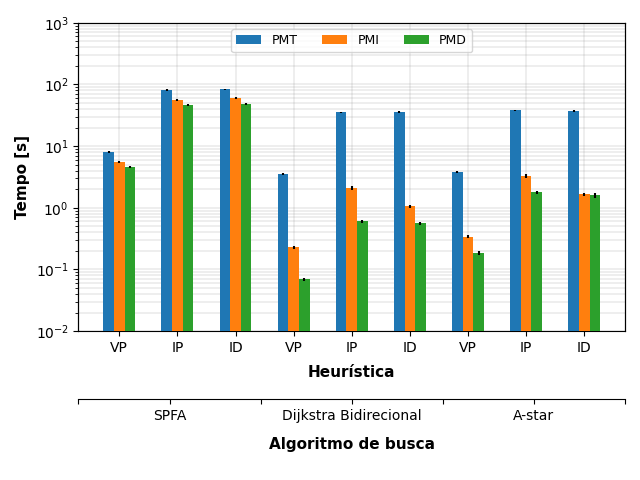 PMT PMI PMD
10³
10²
10¹
10⁰
10⁻¹
10⁻²
Tempo [s]
VP IP ID VP IP ID VP IP ID
Heurística
SPFA Dijkstra Bidirecional A-star
Algoritmo de busca